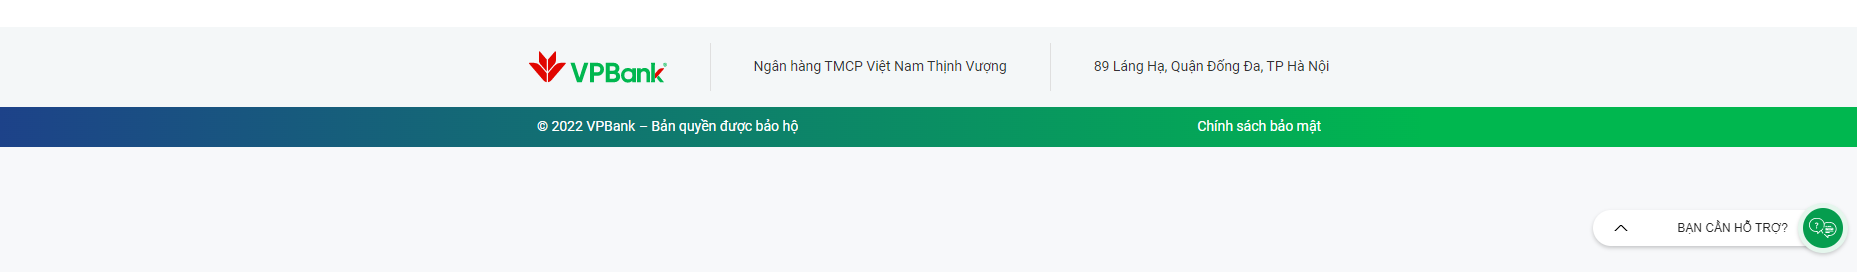 VPBank®
Ngân hàng TMCP Việt Nam Thịnh Vượng
89 Láng Hạ, Quận Đống Đa, TP Hà Nội
© 2022 VPBank – Bản quyền được bảo hộ
Chính sách bảo mật
BẠN CẦN HỖ TRỢ?